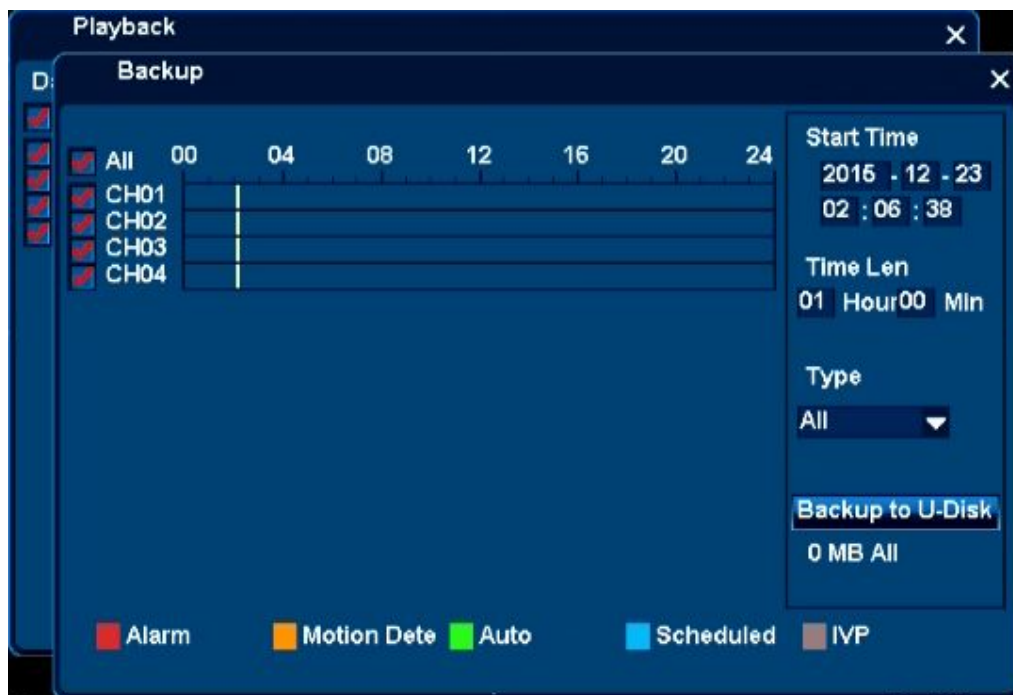 Playback
Backup
All 00 04 08 12 16 20 24
CH01
CH02
CH03
CH04
Start Time
2015 - 12 - 23
02 : 06 : 38
Time Len
01 Hour 00 Min
Type
All
Backup to U-Disk
0 MB All
Alarm Motion Dete Auto Scheduled IVP